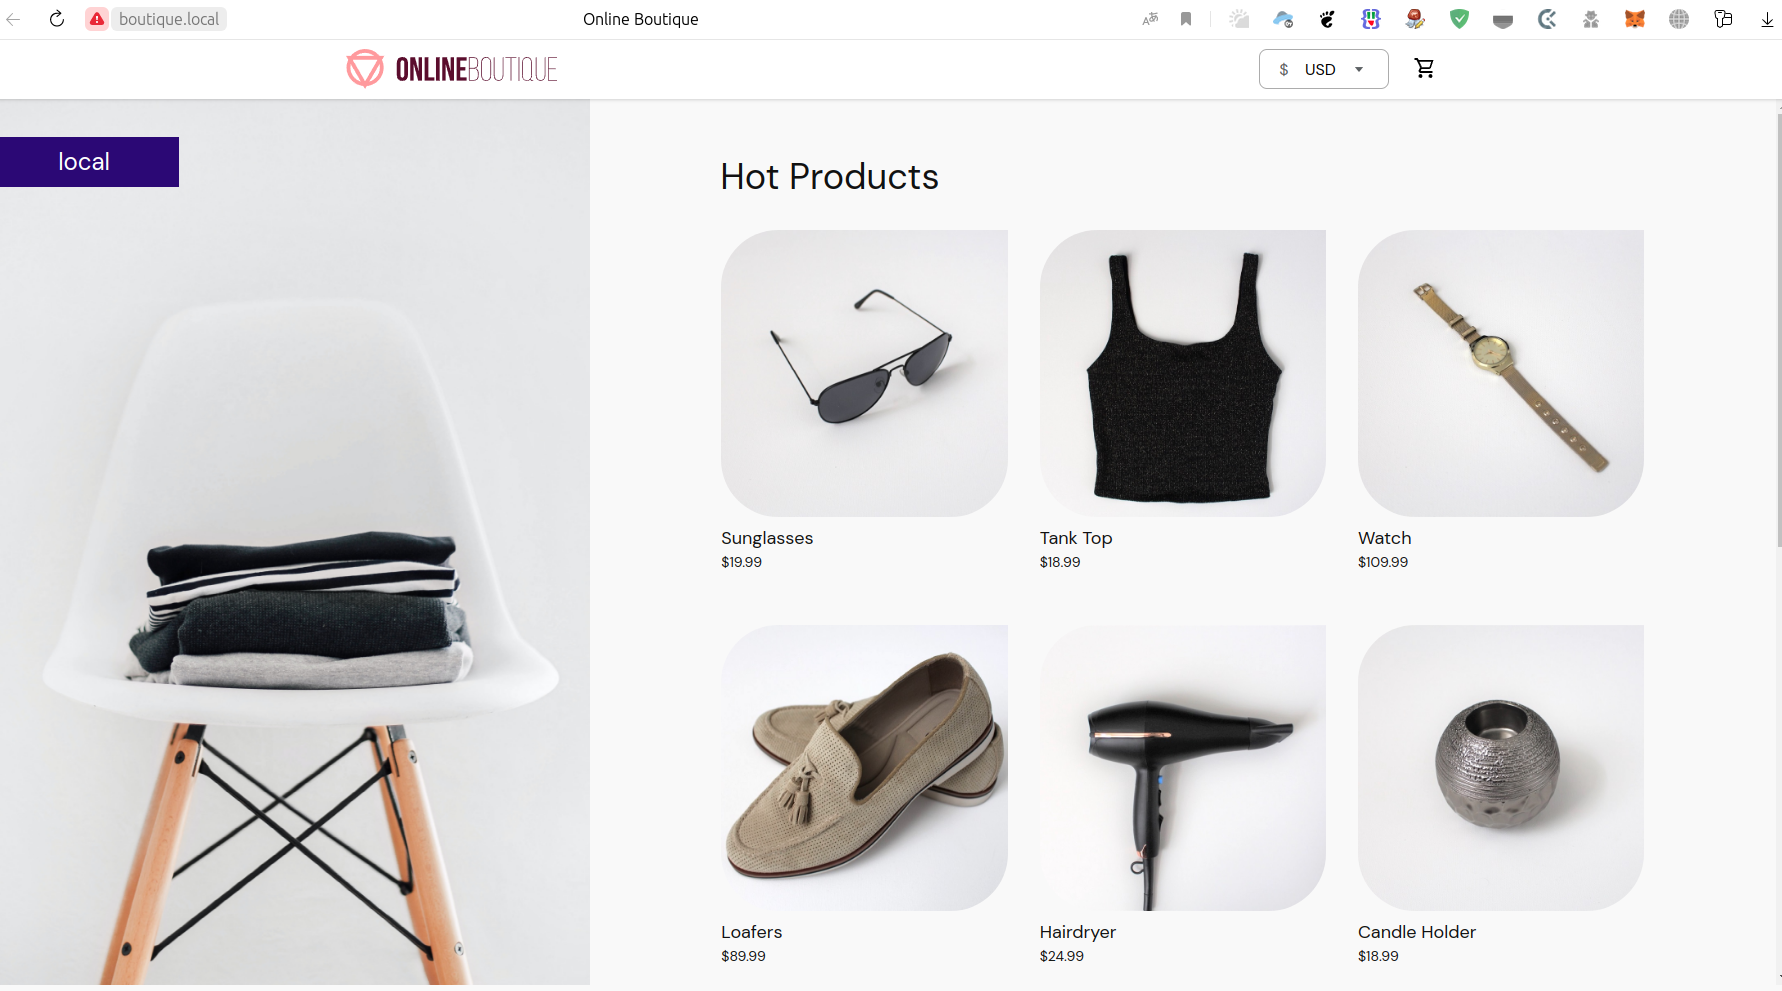 boutique.local
Online Boutique
ONLINEBOUTIQUE
$ USD
local
Hot Products
Sunglasses
$19.99
Tank Top
$18.99
Watch
$109.99
Loafers
$89.99
Hairdryer
$24.99
Candle Holder
$18.99